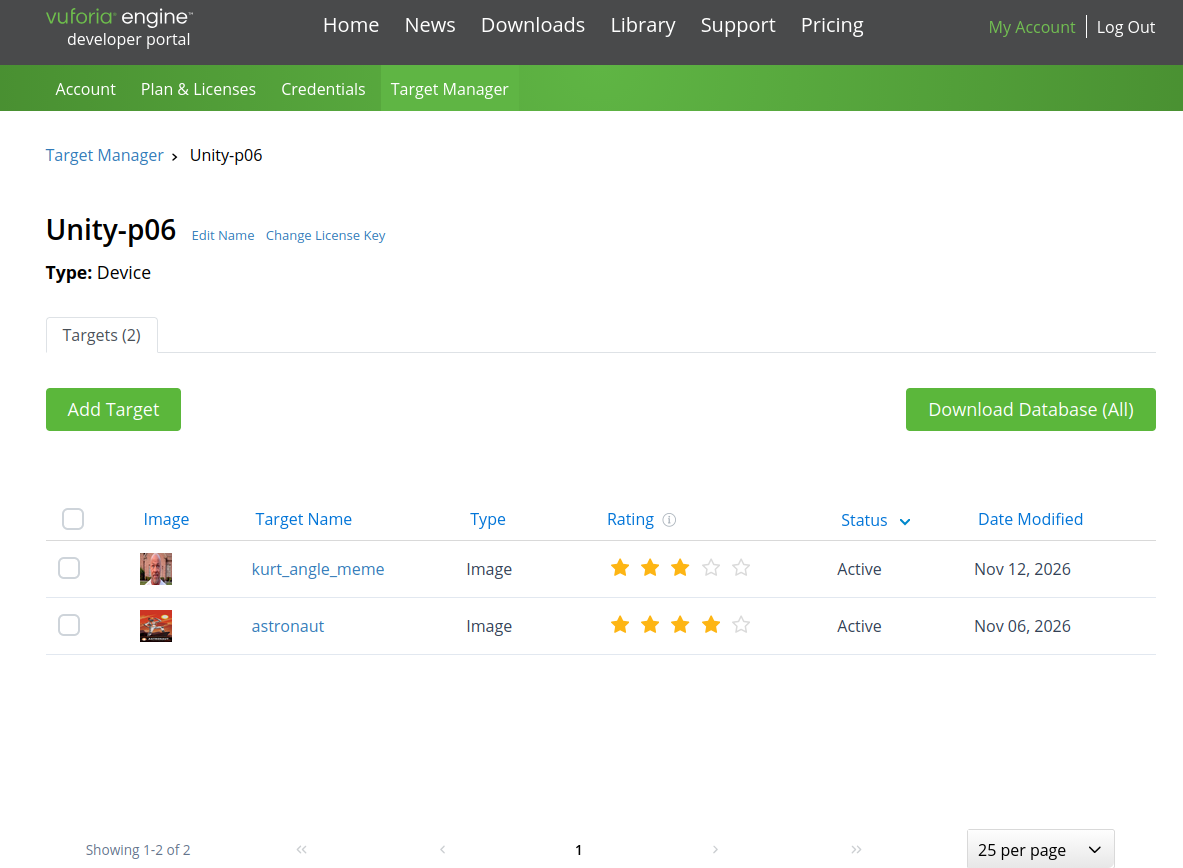 vuforia engine™
developer portal
Home News Downloads Library Support Pricing
My Account Log Out
Account Plan & Licenses Credentials Target Manager
Target Manager › Unity-p06
Unity-p06 Edit Name Change License Key
Type: Device
Targets (2)
Add Target
Download Database (All)
Image Target Name Type Rating Status Date Modified
kurt_angle_meme Image Active Nov 12, 2026
astronaut Image Active Nov 06, 2026
Showing 1-2 of 2 « ‹ 1 › » 25 per page